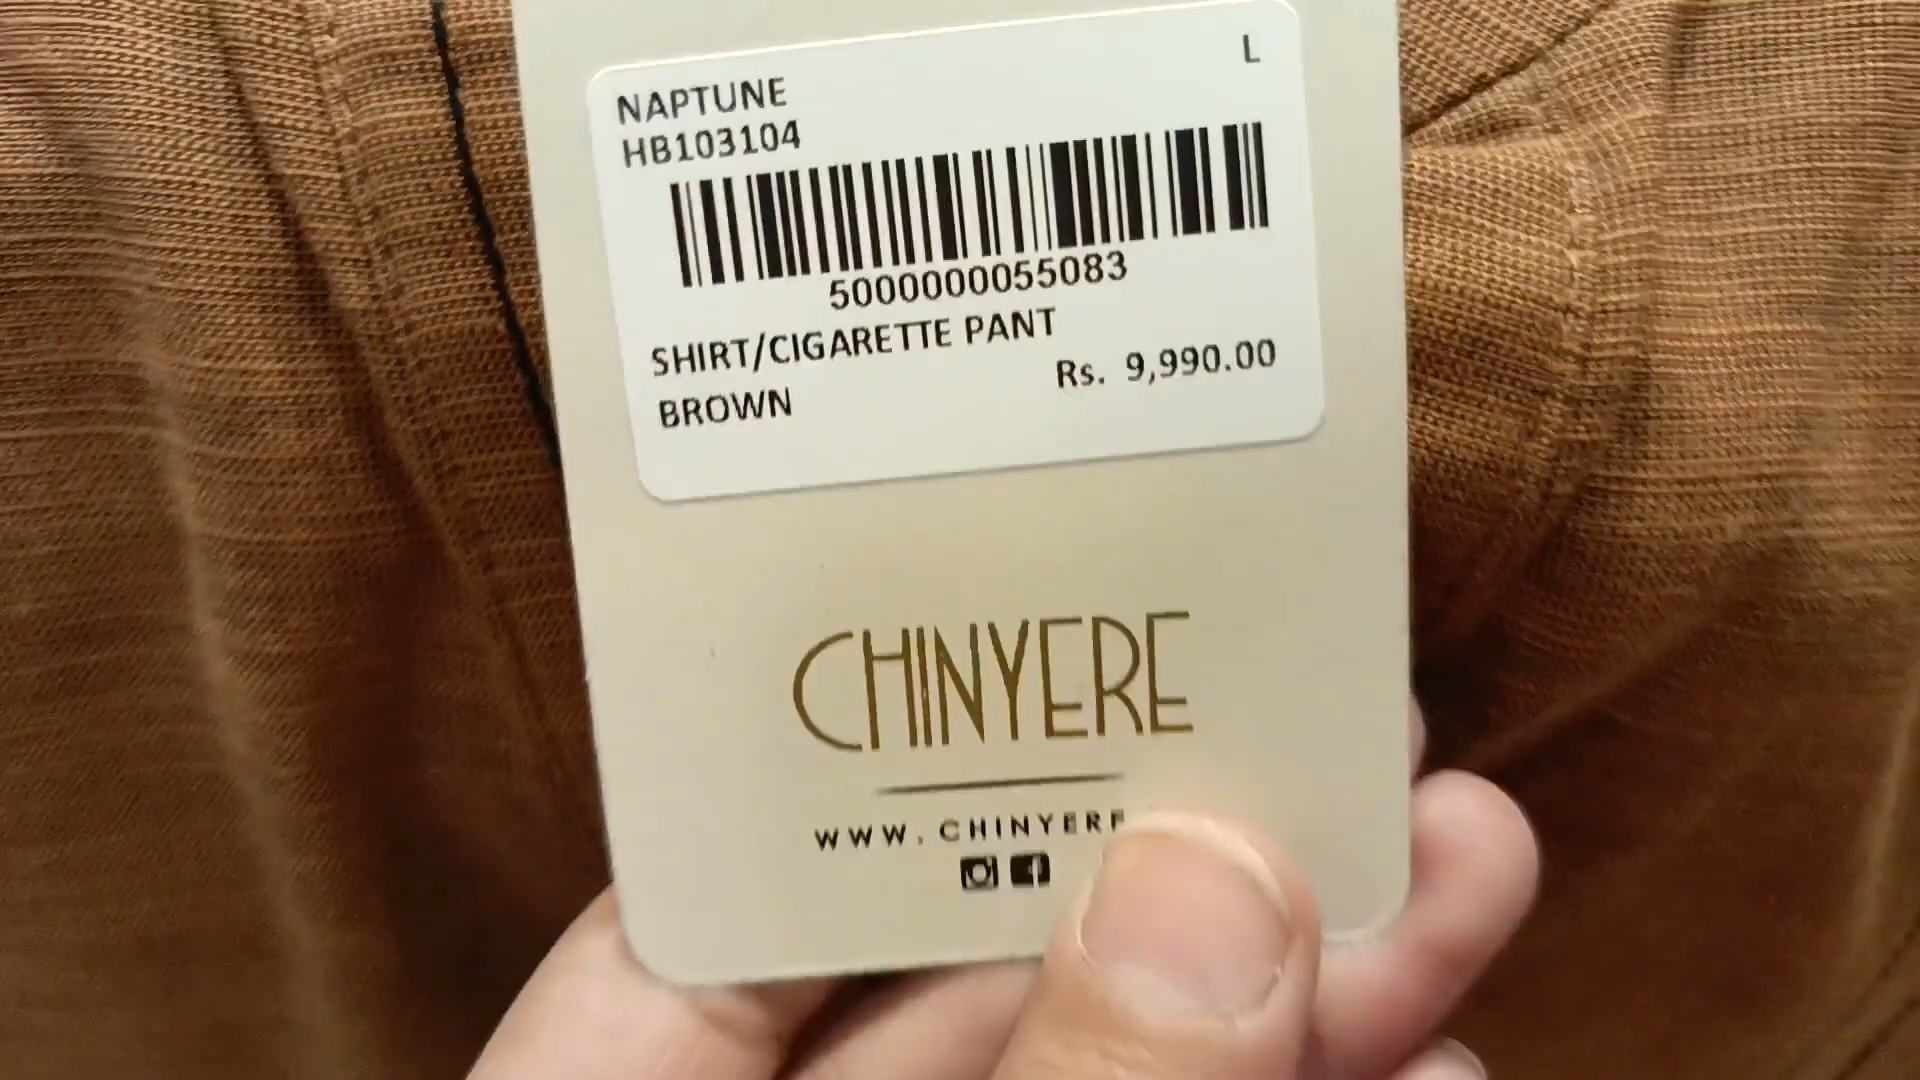 L
NAPTUNE
HB103104
5000000055083
SHIRT/CIGARETTE PANT
Rs. 9,990.00
BROWN
CHINYERE
WWW.CHINYERE